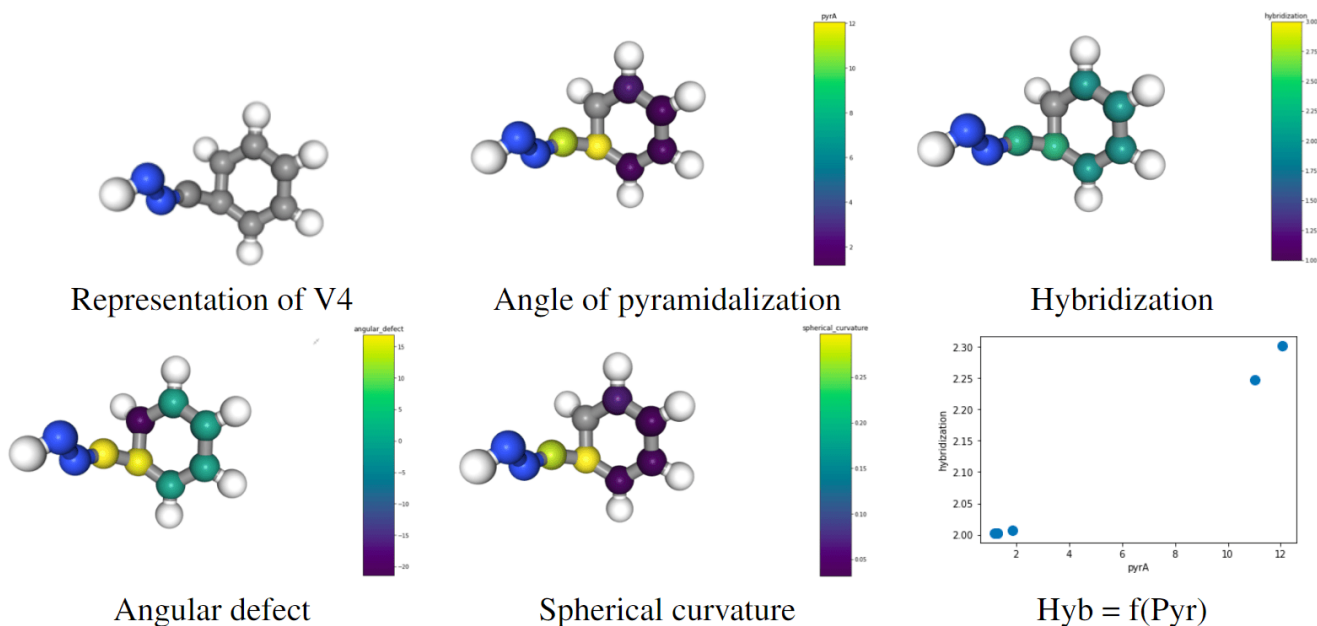 pyrA
12
10
8
6
4
2
hybridization
3.00
2.75
2.50
2.25
2.00
1.75
1.50
1.25
1.00
Representation of V4
Angle of pyramidalization
Hybridization
angular_defect
15
10
5
0
−5
−10
−15
−20
spherical_curvature
0.25
0.20
0.15
0.10
0.05
2.30
2.25
2.20
2.15
2.10
2.05
2.00
hybridization
2 4 6 8 10 12
pyrA
Angular defect
Spherical curvature
Hyb = f(Pyr)